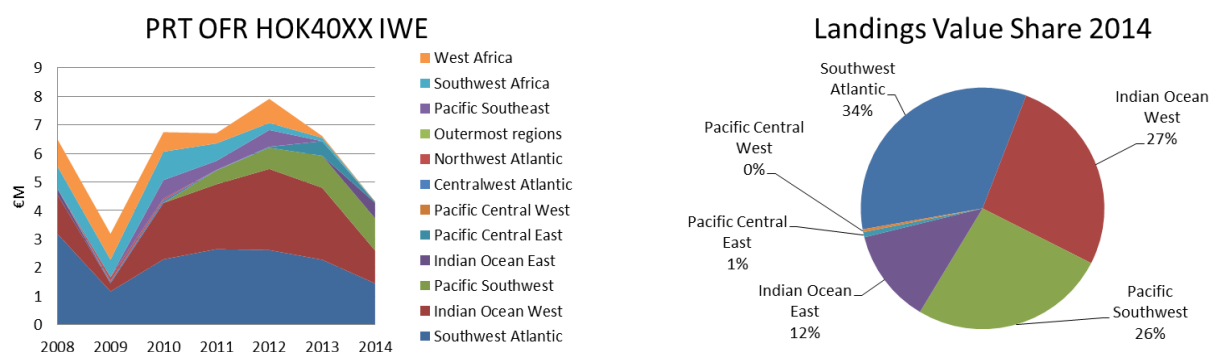 PRT OFR HOK40XX IWE
€M
9
8
7
6
5
4
3
2
1
0
2008 2009 2010 2011 2012 2013 2014
West Africa
Southwest Africa
Pacific Southeast
Outermost regions
Northwest Atlantic
Centralwest Atlantic
Pacific Central West
Pacific Central East
Indian Ocean East
Pacific Southwest
Indian Ocean West
Southwest Atlantic
Landings Value Share 2014
Southwest
Atlantic
34%
Indian Ocean
West
27%
Pacific Central
West
0%
Pacific Central
East
1%
Indian Ocean
East
12%
Pacific
Southwest
26%